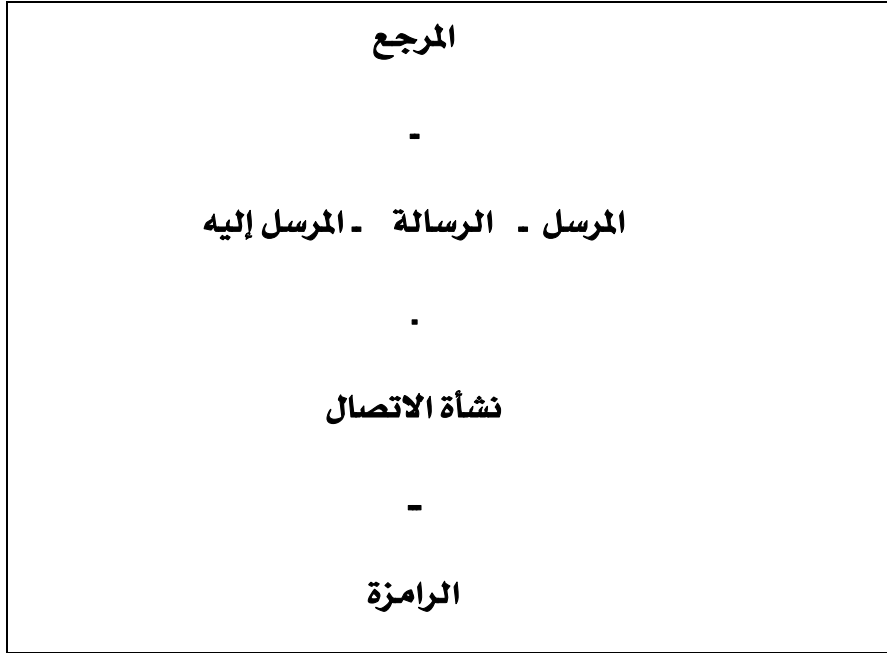 المرجع
-
المرسل - الرسالة - المرسل إليه
.
نشأة الاتصال
-
الرامزة